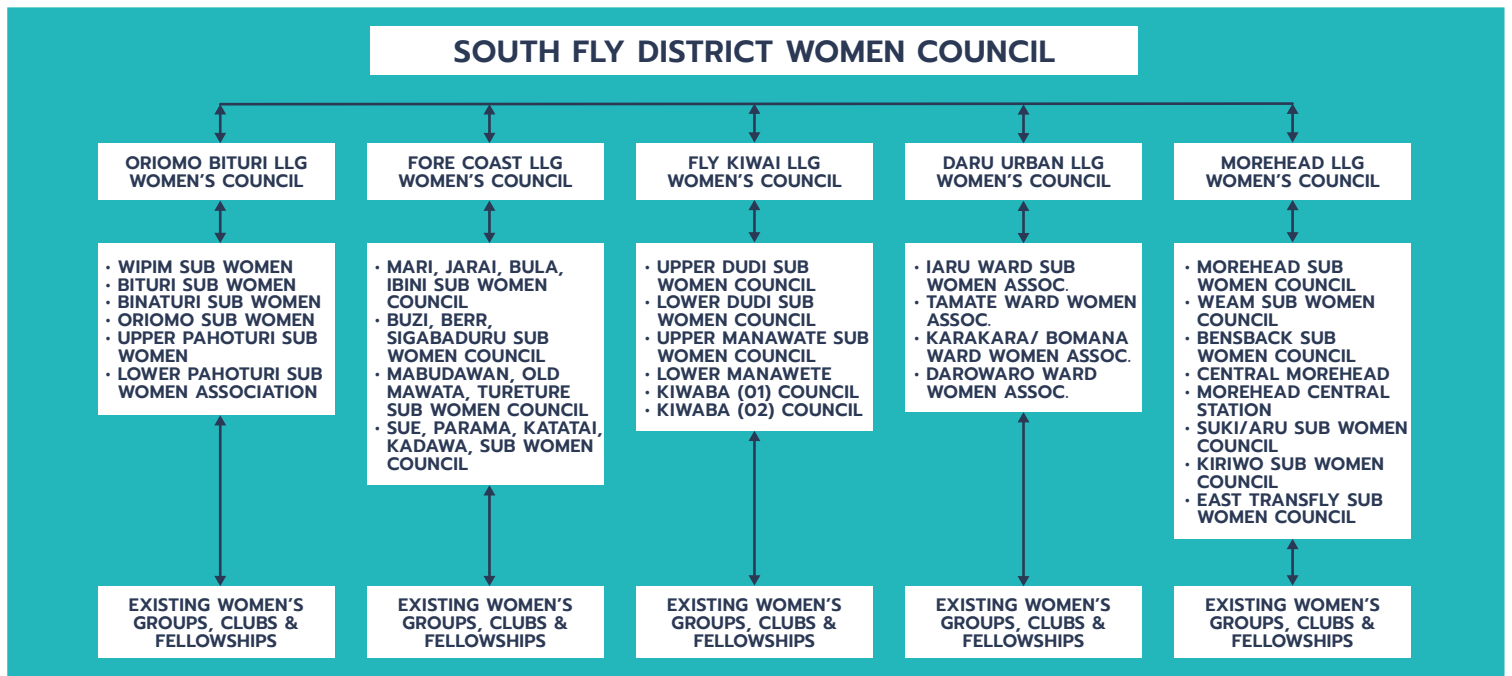 SOUTH FLY DISTRICT WOMEN COUNCIL
ORIOMO BITURI LLG
WOMEN'S COUNCIL
FORE COAST LLG
WOMEN'S COUNCIL
FLY KIWAI LLG
WOMEN'S COUNCIL
DARU URBAN LLG
WOMEN'S COUNCIL
MOREHEAD LLG
WOMEN'S COUNCIL
· WIPIM SUB WOMEN
· BITURI SUB WOMEN
· BINATURI SUB WOMEN
· ORIOMO SUB WOMEN
· UPPER PAHOTURI SUB
WOMEN
· LOWER PAHOTURI SUB
WOMEN ASSOCIATION
· MARI, JARAI, BULA,
IBINI SUB WOMEN
COUNCIL
· BUZI, BERR,
SIGABADURU SUB
WOMEN COUNCIL
· MABUDAWAN, OLD
MAWATA, TURETURE
SUB WOMEN COUNCIL
· SUE, PARAMA, KATATAI,
KADAWA, SUB WOMEN
COUNCIL
· UPPER DUDI SUB
WOMEN COUNCIL
· LOWER DUDI SUB
WOMEN COUNCIL
· UPPER MANAWATE SUB
WOMEN COUNCIL
· LOWER MANAWETE
· KIWABA (01) COUNCIL
· KIWABA (02) COUNCIL
· IARU WARD SUB
WOMEN ASSOC.
· TAMATE WARD WOMEN
ASSOC.
· KARAKARA/ BOMANA
WARD WOMEN ASSOC.
· DAROWARO WARD
WOMEN ASSOC.
· MOREHEAD SUB
WOMEN COUNCIL
· WEAM SUB WOMEN
COUNCIL
· BENSBACK SUB
WOMEN COUNCIL
· CENTRAL MOREHEAD
· MOREHEAD CENTRAL
STATION
· SUKI/ARU SUB WOMEN
COUNCIL
· KIRIWO SUB WOMEN
COUNCIL
· EAST TRANSFLY SUB
WOMEN COUNCIL
EXISTING WOMEN'S
GROUPS, CLUBS &
FELLOWSHIPS
EXISTING WOMEN'S
GROUPS, CLUBS &
FELLOWSHIPS
EXISTING WOMEN'S
GROUPS, CLUBS &
FELLOWSHIPS
EXISTING WOMEN'S
GROUPS, CLUBS &
FELLOWSHIPS
EXISTING WOMEN'S
GROUPS, CLUBS &
FELLOWSHIPS